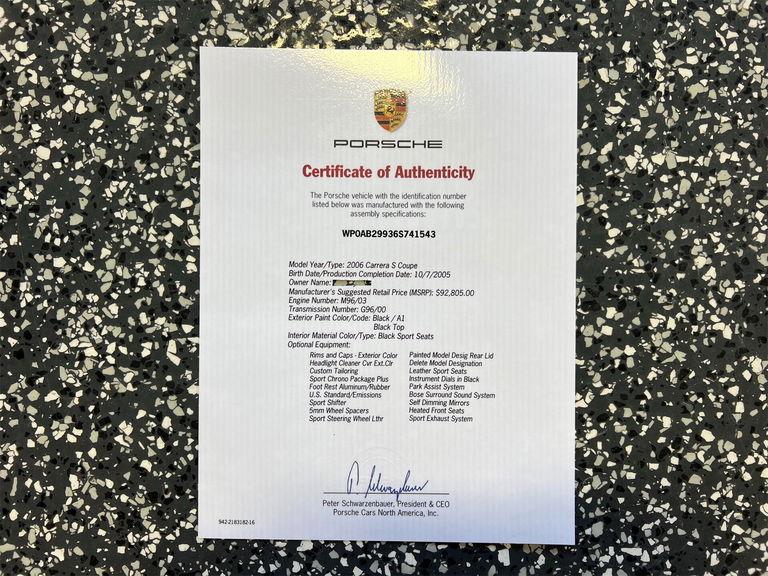 PORSCHE
Certificate of Authenticity
The Porsche vehicle with the identification number
listed below was manufactured with the following
assembly specifications:
WP0AB29936S741543
Model Year/Type: 2006 Carrera S Coupe
Birth Date/Production Completion Date: 10/7/2005
Owner Name:
Manufacturer's Suggested Retail Price (MSRP): $92,805.00
Engine Number: M96/03
Transmission Number: G96/00
Exterior Paint Color/Code: Black / A1
Black Top
Interior Material Color/Type: Black Sport Seats
Optional Equipment:
Rims and Caps - Exterior Color
Headlight Cleaner Cvr Ext.Clr
Custom Tailoring
Sport Chrono Package Plus
Foot Rest Aluminum/Rubber
U.S. Standard/Emissions
Sport Shifter
5mm Wheel Spacers
Sport Steering Wheel Lthr
Painted Model Desig Rear Lid
Delete Model Designation
Leather Sport Seats
Instrument Dials in Black
Park Assist System
Bose Surround Sound System
Self Dimming Mirrors
Heated Front Seats
Sport Exhaust System
Peter Schwarzenbauer, President & CEO
Porsche Cars North America, Inc.
942-2183182-16